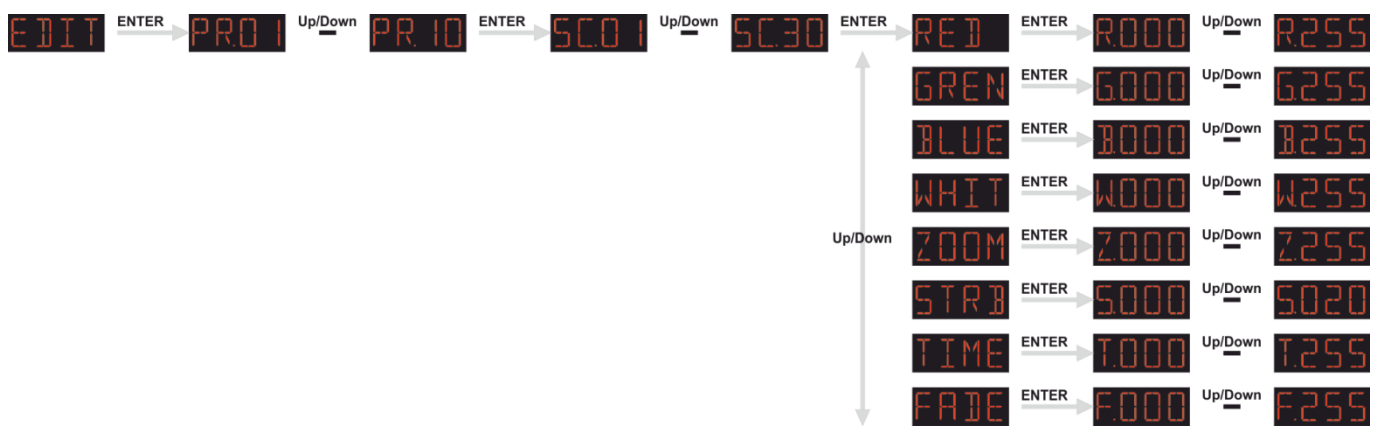 EDIT ENTER PR.01 Up/Down PR.10 ENTER SC.01 Up/Down SC.30 ENTER RED ENTER R.000 Up/Down R.255
GREN ENTER G.000 Up/Down G.255
BLUE ENTER B.000 Up/Down B.255
WHIT ENTER W.000 Up/Down W.255
Up/Down ZOOM ENTER Z.000 Up/Down Z.255
STRB ENTER S.000 Up/Down S.020
TIME ENTER T.000 Up/Down T.255
FADE ENTER F.000 Up/Down F.255